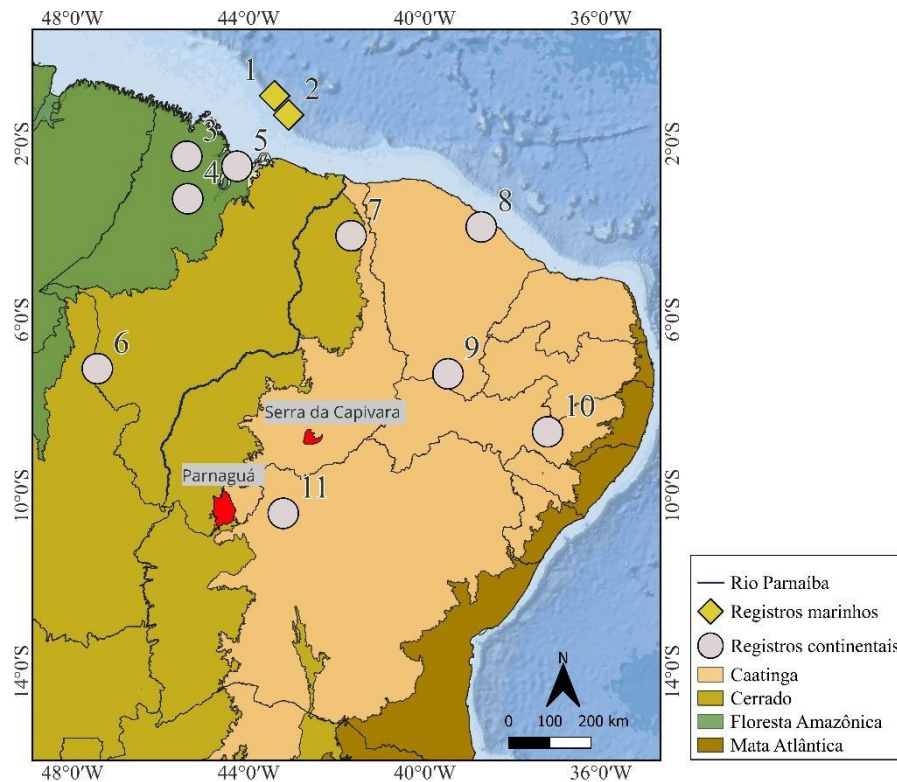 48°0'W 44°0'W 40°0'W 36°0'W
1
2
2°0'S 2°0'S
3
5
4
7
8
6°0'S 6°0'S
6
9
Serra da Capivara
10
Parnaguá
10°0'S 10°0'S
11
14°0'S 14°0'S
N
0 100 200 km
48°0'W 44°0'W 40°0'W 36°0'W
Rio Parnaíba
Registros marinhos
Registros continentais
Caatinga
Cerrado
Floresta Amazônica
Mata Atlântica